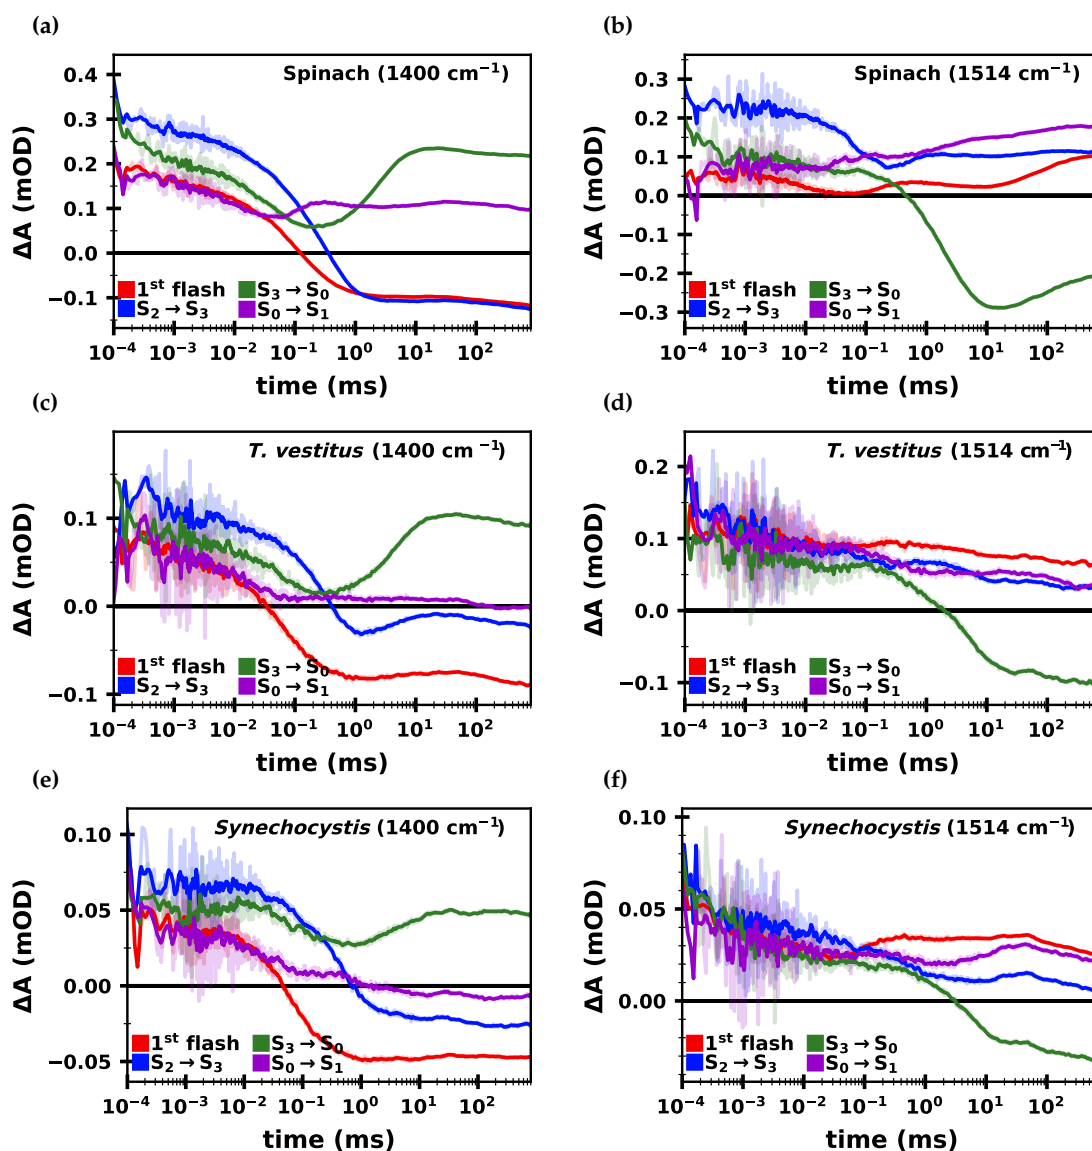 (a)
Spinach (1400 cm⁻¹)
ΔA (mOD)
0.4
0.3
0.2
0.1
0.0
−0.1
1ˢᵗ flash
S₂ → S₃
S₃ → S₀
S₀ → S₁
10⁻⁴ 10⁻³ 10⁻² 10⁻¹ 10⁰ 10¹ 10²
time (ms)
(b)
Spinach (1514 cm⁻¹)
ΔA (mOD)
0.3
0.2
0.1
0.0
−0.1
−0.2
−0.3
1ˢᵗ flash
S₂ → S₃
S₃ → S₀
S₀ → S₁
10⁻⁴ 10⁻³ 10⁻² 10⁻¹ 10⁰ 10¹ 10²
time (ms)
(c)
T. vestitus (1400 cm ⁻¹)
ΔA (mOD)
0.1
0.0
−0.1
1ˢᵗ flash
S₂ → S₃
S₃ → S₀
S₀ → S₁
10⁻⁴ 10⁻³ 10⁻² 10⁻¹ 10⁰ 10¹ 10²
time (ms)
(d)
T. vestitus (1514 cm⁻¹)
ΔA (mOD)
0.2
0.1
0.0
−0.1
1ˢᵗ flash
S₂ → S₃
S₃ → S₀
S₀ → S₁
10⁻⁴ 10⁻³ 10⁻² 10⁻¹ 10⁰ 10¹ 10²
time (ms)
(e)
Synechocystis (1400 cm⁻¹)
ΔA (mOD)
0.10
0.05
0.00
−0.05
1ˢᵗ flash
S₂ → S₃
S₃ → S₀
S₀ → S₁
10⁻⁴ 10⁻³ 10⁻² 10⁻¹ 10⁰ 10¹ 10²
time (ms)
(f)
Synechocystis (1514 cm⁻¹)
ΔA (mOD)
0.10
0.05
0.00
1ˢᵗ flash
S₂ → S₃
S₃ → S₀
S₀ → S₁
10⁻⁴ 10⁻³ 10⁻² 10⁻¹ 10⁰ 10¹ 10²
time (ms)